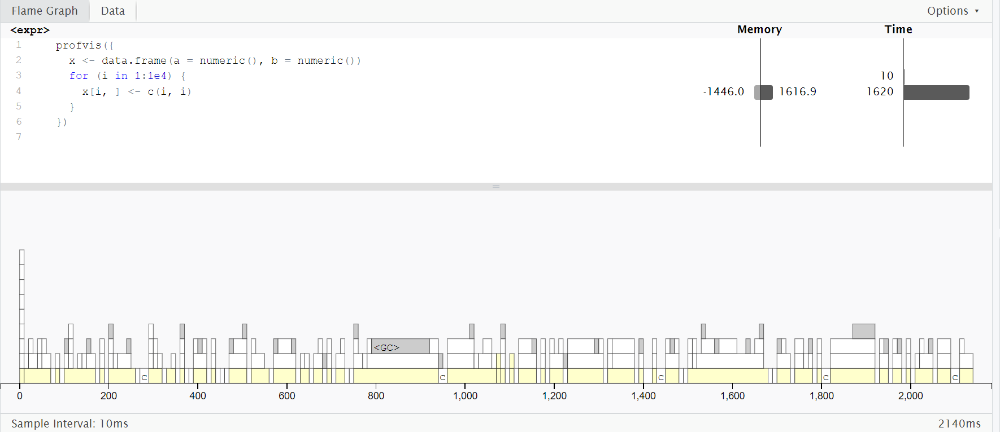 Flame Graph Data Options ▾
<expr> Memory Time
1 profvis({
2 x <- data.frame(a = numeric(), b = numeric())
3 for (i in 1:1e4) { 10
4 x[i, ] <- c(i, i) -1446.0 1616.9 1620
5 }
6 })
7
<GC>
c c c c c
0 200 400 600 800 1,000 1,200 1,400 1,600 1,800 2,000
Sample Interval: 10ms 2140ms